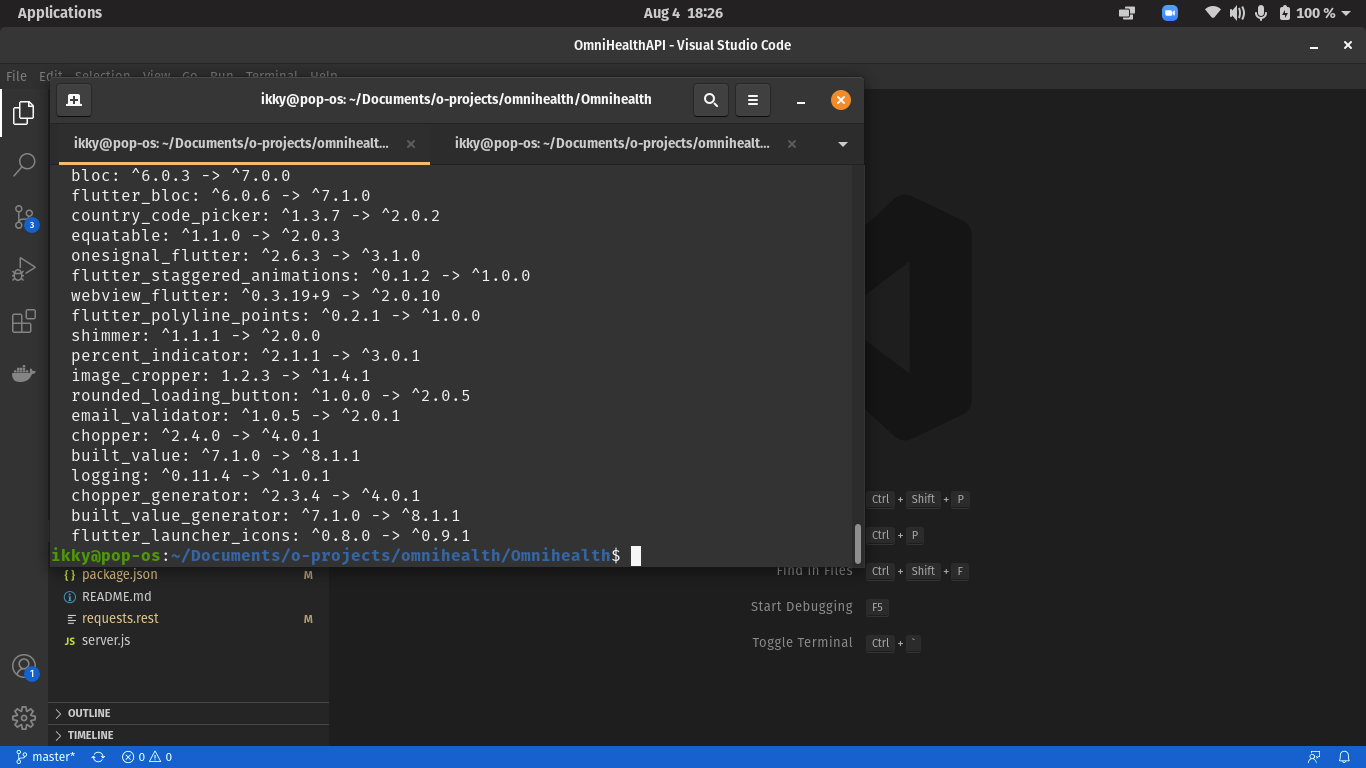 Applications
Aug 4 18:26
100 %
OmniHealthAPI - Visual Studio Code
File Edit Selection View Go Run Terminal Help
ikky@pop-os: ~/Documents/o-projects/omnihealth/Omnihealth
ikky@pop-os: ~/Documents/o-projects/omnihealt...
ikky@pop-os: ~/Documents/o-projects/omnihealt...
bloc: ^6.0.3 -> ^7.0.0
flutter_bloc: ^6.0.6 -> ^7.1.0
country_code_picker: ^1.3.7 -> ^2.0.2
equatable: ^1.1.0 -> ^2.0.3
onesignal_flutter: ^2.6.3 -> ^3.1.0
flutter_staggered_animations: ^0.1.2 -> ^1.0.0
webview_flutter: ^0.3.19+9 -> ^2.0.10
flutter_polyline_points: ^0.2.1 -> ^1.0.0
shimmer: ^1.1.1 -> ^2.0.0
percent_indicator: ^2.1.1 -> ^3.0.1
image_cropper: 1.2.3 -> ^1.4.1
rounded_loading_button: ^1.0.0 -> ^2.0.5
email_validator: ^1.0.5 -> ^2.0.1
chopper: ^2.4.0 -> ^4.0.1
built_value: ^7.1.0 -> ^8.1.1
logging: ^0.11.4 -> ^1.0.1
chopper_generator: ^2.3.4 -> ^4.0.1
built_value_generator: ^7.1.0 -> ^8.1.1
flutter_launcher_icons: ^0.8.0 -> ^0.9.1
ikky@pop-os:~/Documents/o-projects/omnihealth/Omnihealth$
3
Ctrl + Shift + P
Ctrl + P
Find in Files Ctrl + Shift + F
Start Debugging F5
Toggle Terminal Ctrl + `
{} package.json M
README.md
requests.rest M
JS server.js
1
OUTLINE
TIMELINE
master* 0 0